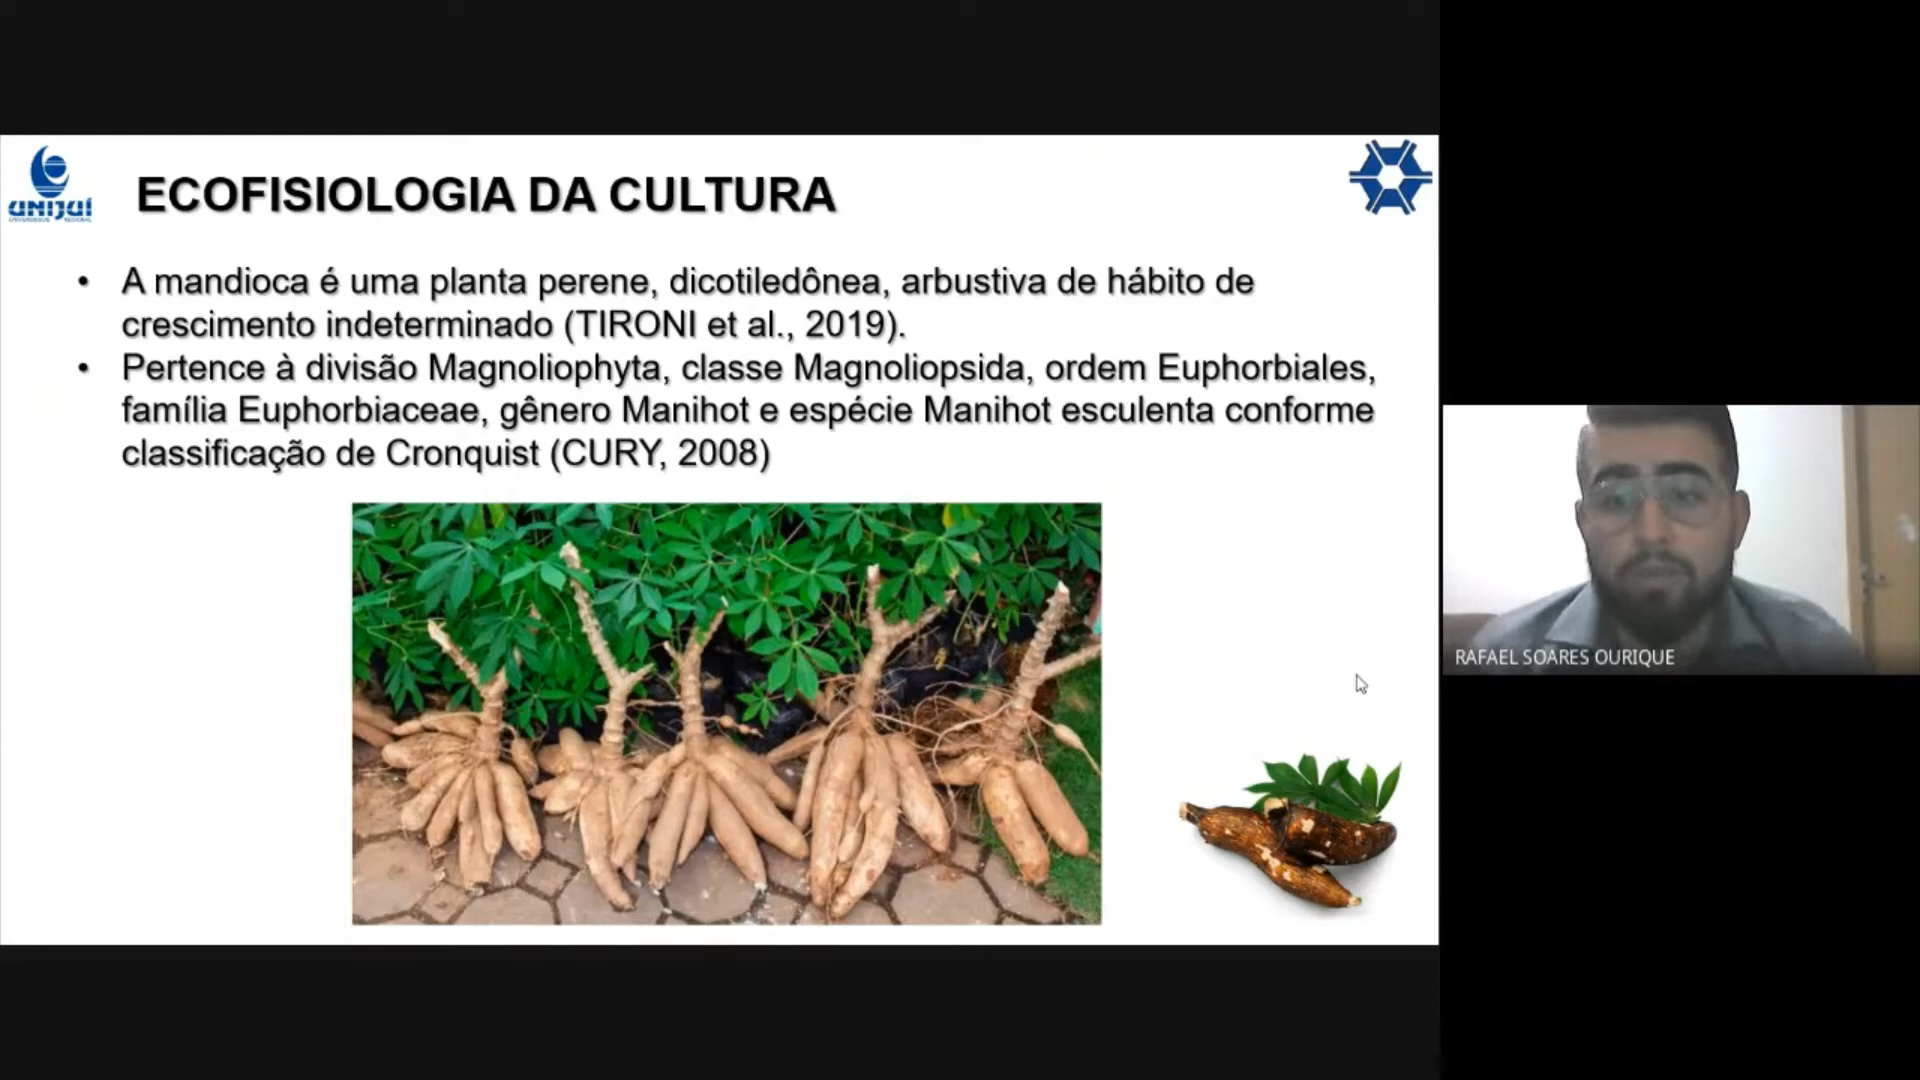 UNIJUÍ
ECOFISIOLOGIA DA CULTURA
• A mandioca é uma planta perene, dicotiledônea, arbustiva de hábito de
crescimento indeterminado (TIRONI et al., 2019).
• Pertence à divisão Magnoliophyta, classe Magnoliopsida, ordem Euphorbiales,
família Euphorbiaceae, gênero Manihot e espécie Manihot esculenta conforme
classificação de Cronquist (CURY, 2008)
RAFAEL SOARES OURIQUE